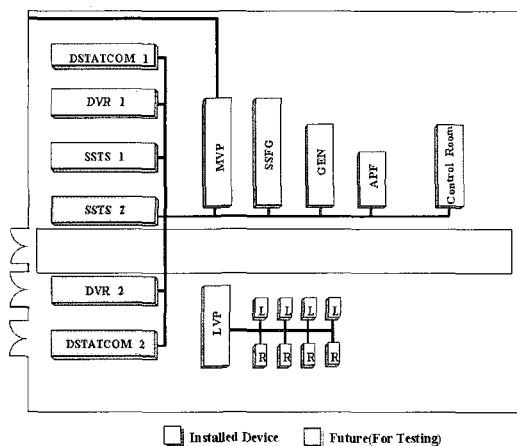 DSTATCOM 1
DVR 1
SSTS 1
SSTS 2
MVP
SSFG
GEN
APF
Control Room
DVR 2
DSTATCOM 2
LVP
L L L L
R R R R
Installed Device
Future(For Testing)